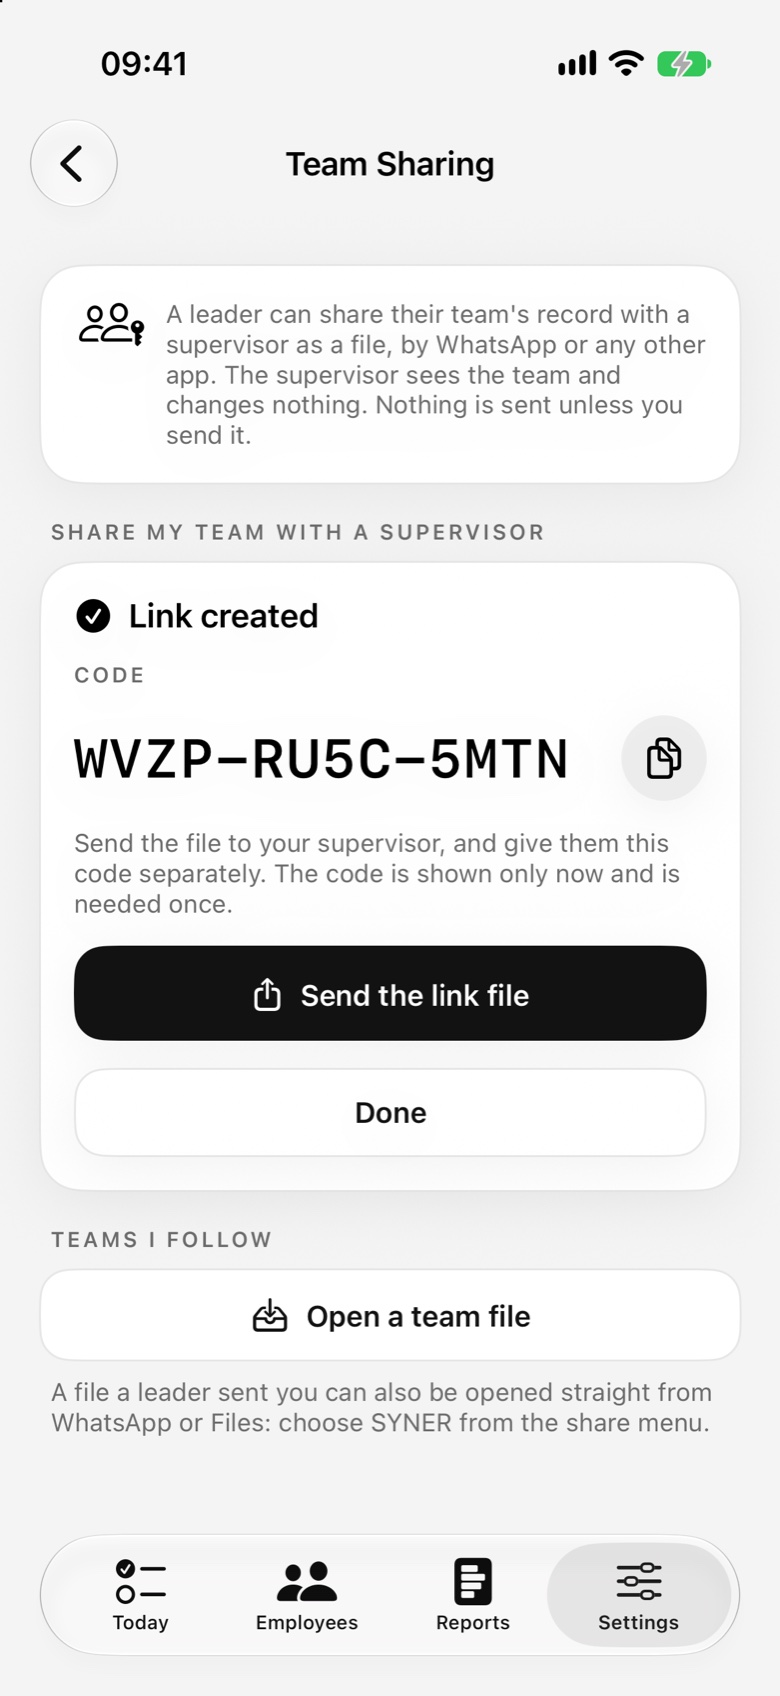 09:41
Team Sharing
A leader can share their team's record with a
supervisor as a file, by WhatsApp or any other
app. The supervisor sees the team and
changes nothing. Nothing is sent unless you
send it.
SHARE MY TEAM WITH A SUPERVISOR
Link created
CODE
WVZP–RU5C–5MTN
Send the file to your supervisor, and give them this
code separately. The code is shown only now and is
needed once.
Send the link file
Done
TEAMS I FOLLOW
Open a team file
A file a leader sent you can also be opened straight from
WhatsApp or Files: choose SYNER from the share menu.
Today
Employees
Reports
Settings